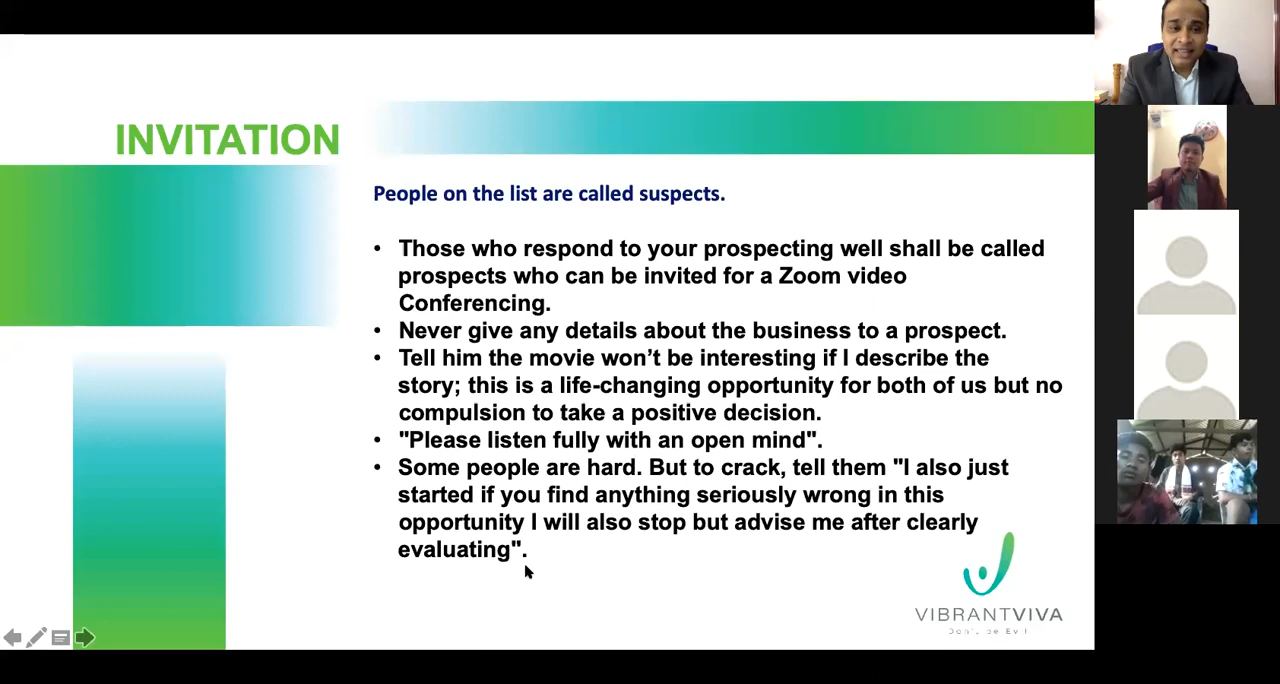 INVITATION
People on the list are called suspects.
• Those who respond to your prospecting well shall be called
prospects who can be invited for a Zoom video
Conferencing.
• Never give any details about the business to a prospect.
• Tell him the movie won't be interesting if I describe the
story; this is a life-changing opportunity for both of us but no
compulsion to take a positive decision.
• "Please listen fully with an open mind".
• Some people are hard. But to crack, tell them "I also just
started if you find anything seriously wrong in this
opportunity I will also stop but advise me after clearly
evaluating".
VIBRANTVIVA
Don't be Evil